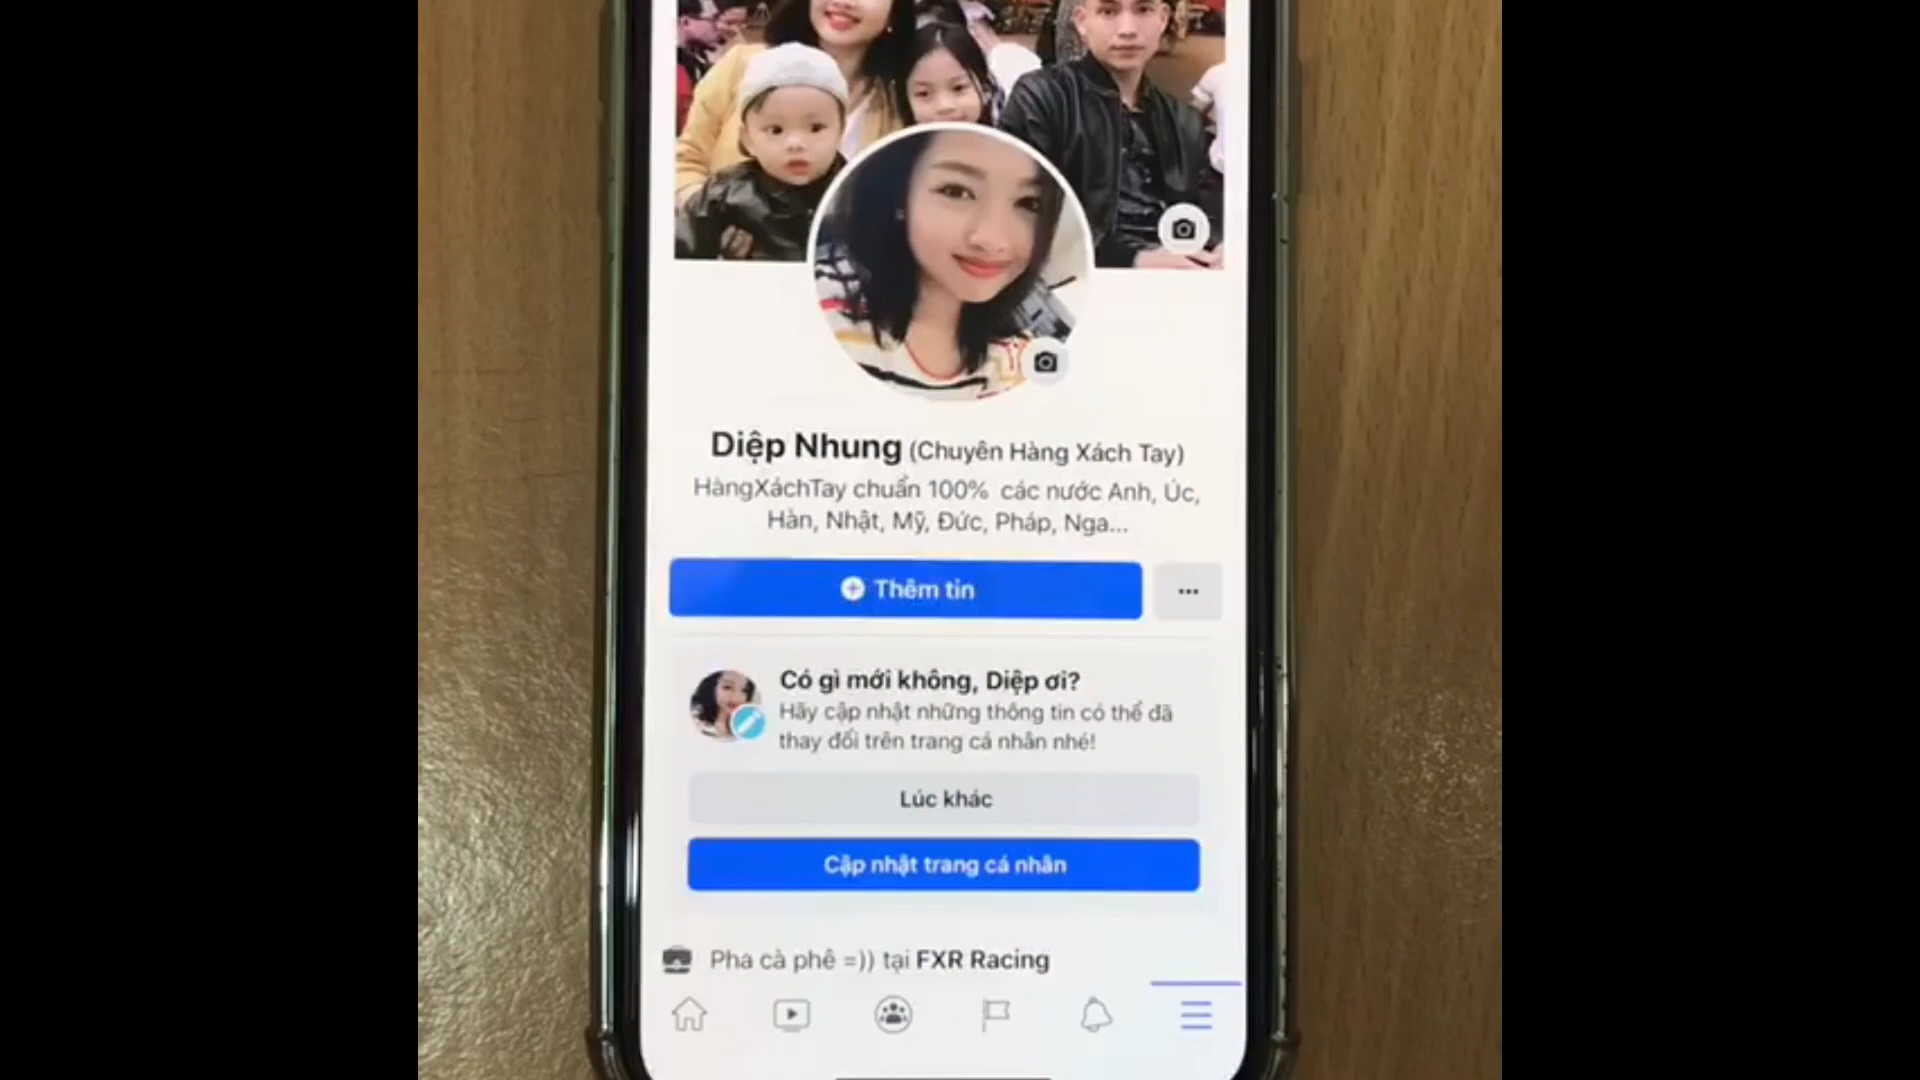 Diệp Nhung (Chuyên Hàng Xách Tay)
HàngXáchTay chuẩn 100% các nước Anh, Úc,
Hàn, Nhật, Mỹ, Đức, Pháp, Nga...
Thêm tin
Có gì mới không, Diệp ơi?
Hãy cập nhật những thông tin có thể đã
thay đổi trên trang cá nhân nhé!
Lúc khác
Cập nhật trang cá nhân
Pha cà phê =)) tại FXR Racing